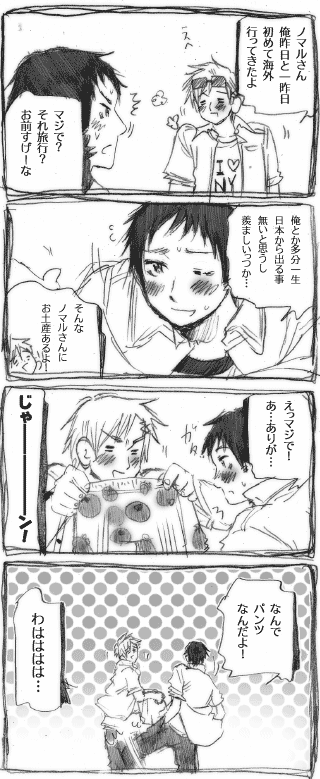 ノマルさん
俺昨日と一昨日
初めて海外
行ってきたよ
I♡
NY
マジで?
それ旅行?
お前すげーな
俺とか多分一生
日本から出る事
無いと思うし
羨ましいっつか…
そんな
ノマルさんに
お土産あるよ
えっマジで!
あ…ありが…
じゃーーーン!
なんで
パンツ
なんだよ!
わはははは…